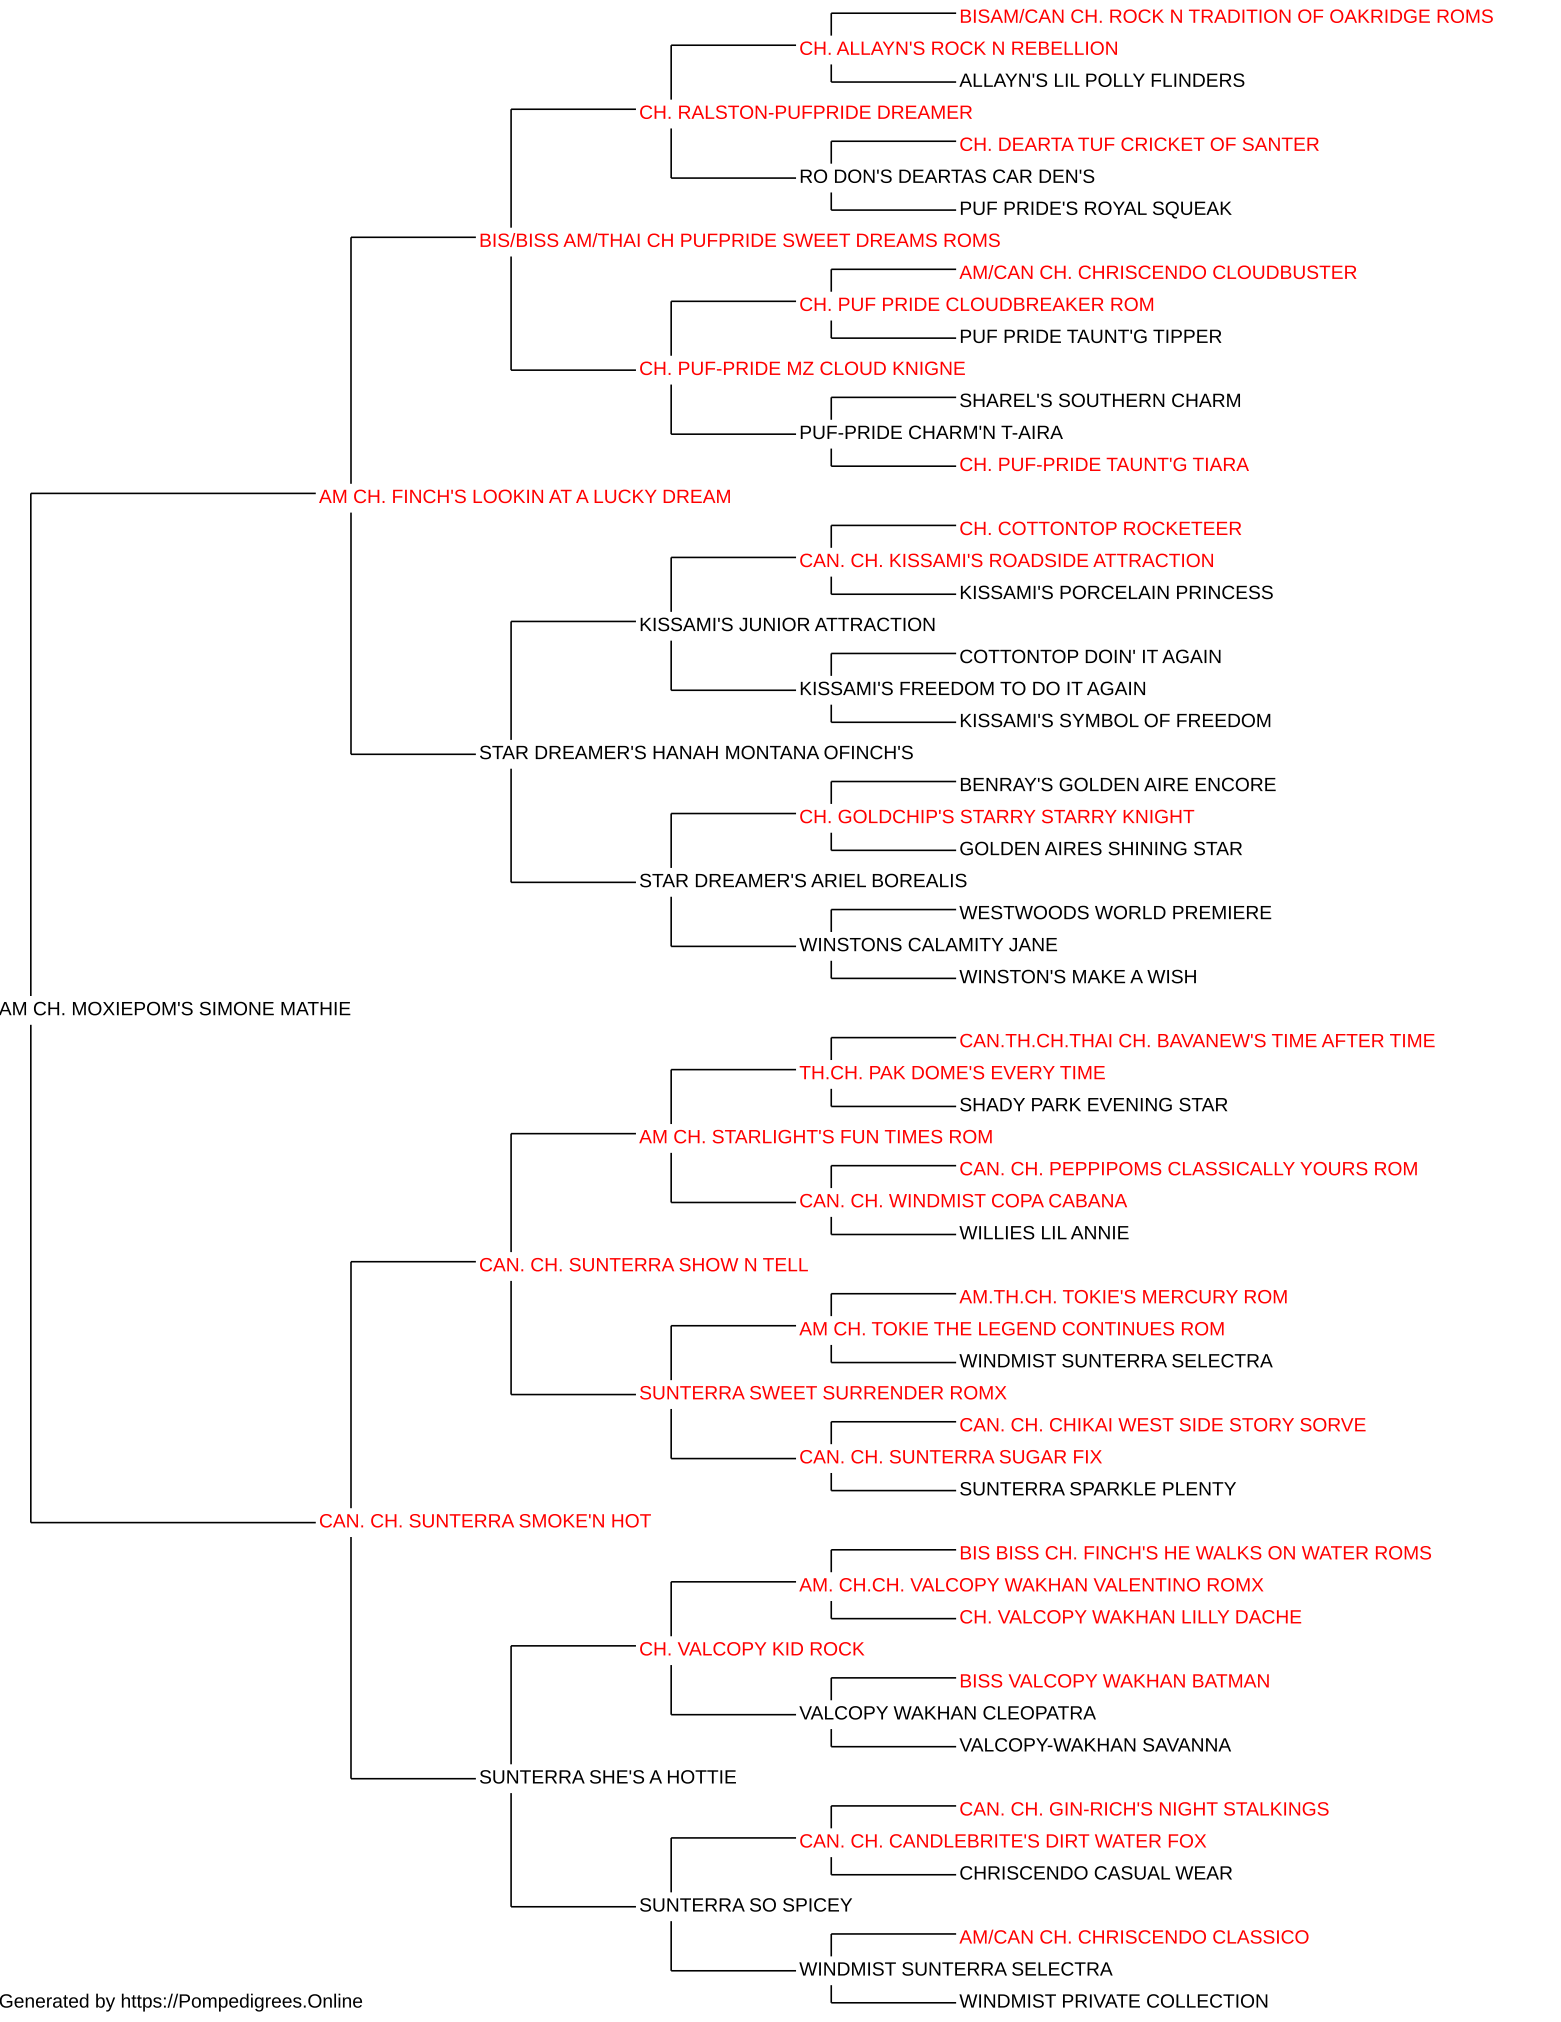 BISAM/CAN CH. ROCK N TRADITION OF OAKRIDGE ROMS
CH. ALLAYN'S ROCK N REBELLION
ALLAYN'S LIL POLLY FLINDERS
CH. RALSTON-PUFPRIDE DREAMER
CH. DEARTA TUF CRICKET OF SANTER
RO DON'S DEARTAS CAR DEN'S
PUF PRIDE'S ROYAL SQUEAK
BIS/BISS AM/THAI CH PUFPRIDE SWEET DREAMS ROMS
AM/CAN CH. CHRISCENDO CLOUDBUSTER
CH. PUF PRIDE CLOUDBREAKER ROM
PUF PRIDE TAUNT'G TIPPER
CH. PUF-PRIDE MZ CLOUD KNIGNE
SHAREL'S SOUTHERN CHARM
PUF-PRIDE CHARM'N T-AIRA
CH. PUF-PRIDE TAUNT'G TIARA
AM CH. FINCH'S LOOKIN AT A LUCKY DREAM
CH. COTTONTOP ROCKETEER
CAN. CH. KISSAMI'S ROADSIDE ATTRACTION
KISSAMI'S PORCELAIN PRINCESS
KISSAMI'S JUNIOR ATTRACTION
COTTONTOP DOIN' IT AGAIN
KISSAMI'S FREEDOM TO DO IT AGAIN
KISSAMI'S SYMBOL OF FREEDOM
STAR DREAMER'S HANAH MONTANA OFINCH'S
BENRAY'S GOLDEN AIRE ENCORE
CH. GOLDCHIP'S STARRY STARRY KNIGHT
GOLDEN AIRES SHINING STAR
STAR DREAMER'S ARIEL BOREALIS
WESTWOODS WORLD PREMIERE
WINSTONS CALAMITY JANE
WINSTON'S MAKE A WISH
AM CH. MOXIEPOM'S SIMONE MATHIE
CAN.TH.CH.THAI CH. BAVANEW'S TIME AFTER TIME
TH.CH. PAK DOME'S EVERY TIME
SHADY PARK EVENING STAR
AM CH. STARLIGHT'S FUN TIMES ROM
CAN. CH. PEPPIPOMS CLASSICALLY YOURS ROM
CAN. CH. WINDMIST COPA CABANA
WILLIES LIL ANNIE
CAN. CH. SUNTERRA SHOW N TELL
AM.TH.CH. TOKIE'S MERCURY ROM
AM CH. TOKIE THE LEGEND CONTINUES ROM
WINDMIST SUNTERRA SELECTRA
SUNTERRA SWEET SURRENDER ROMX
CAN. CH. CHIKAI WEST SIDE STORY SORVE
CAN. CH. SUNTERRA SUGAR FIX
SUNTERRA SPARKLE PLENTY
CAN. CH. SUNTERRA SMOKE'N HOT
BIS BISS CH. FINCH'S HE WALKS ON WATER ROMS
AM. CH.CH. VALCOPY WAKHAN VALENTINO ROMX
CH. VALCOPY WAKHAN LILLY DACHE
CH. VALCOPY KID ROCK
BISS VALCOPY WAKHAN BATMAN
VALCOPY WAKHAN CLEOPATRA
VALCOPY-WAKHAN SAVANNA
SUNTERRA SHE'S A HOTTIE
CAN. CH. GIN-RICH'S NIGHT STALKINGS
CAN. CH. CANDLEBRITE'S DIRT WATER FOX
CHRISCENDO CASUAL WEAR
SUNTERRA SO SPICEY
AM/CAN CH. CHRISCENDO CLASSICO
WINDMIST SUNTERRA SELECTRA
WINDMIST PRIVATE COLLECTION
Generated by https://Pompedigrees.Online